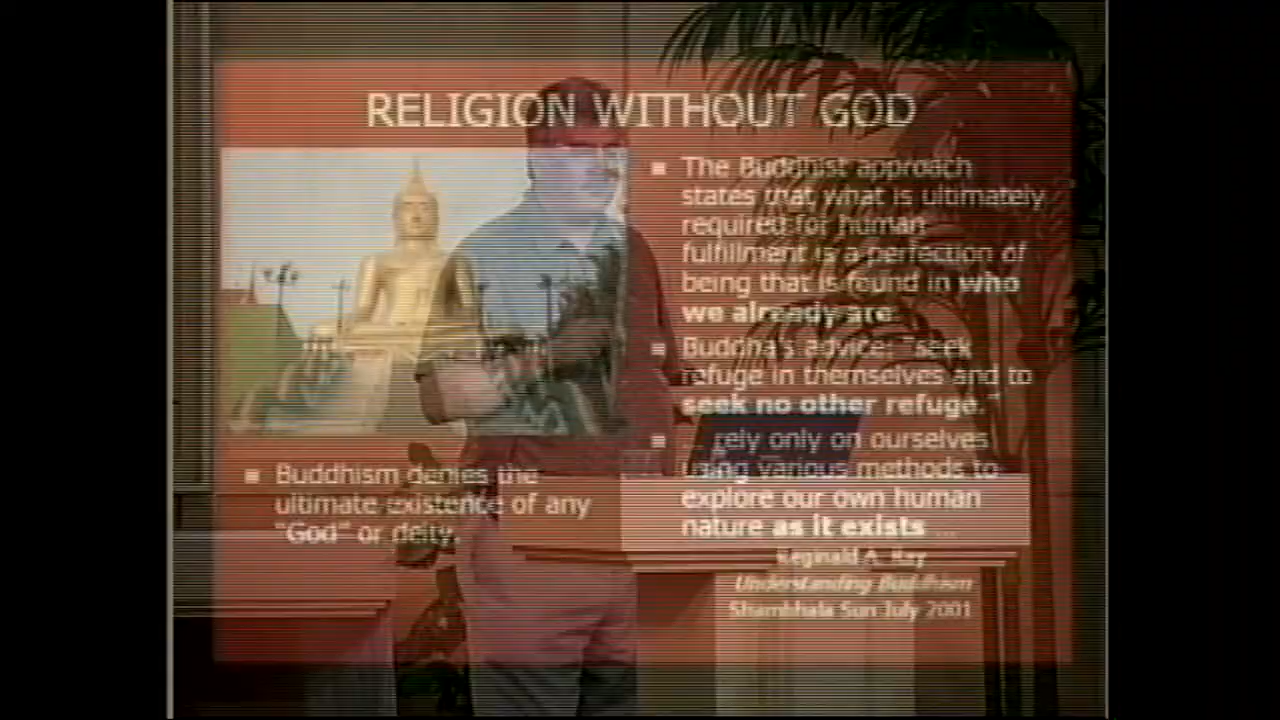 RELIGION WITHOUT GOD
■ Buddhism denies the
ultimate existence of any
"God" or deity.
■ The Buddhist approach
states that what is ultimately
required for human
fulfillment is a perfection of
being that is found in who
we already are.
■ Buddha's advice: "seek
refuge in themselves and to
seek no other refuge."
■ ... rely only on ourselves
using various methods to
explore our own human
nature as it exists ...
Reginald A. Ray
Understanding Buddhism
Shambhala Sun July 2001